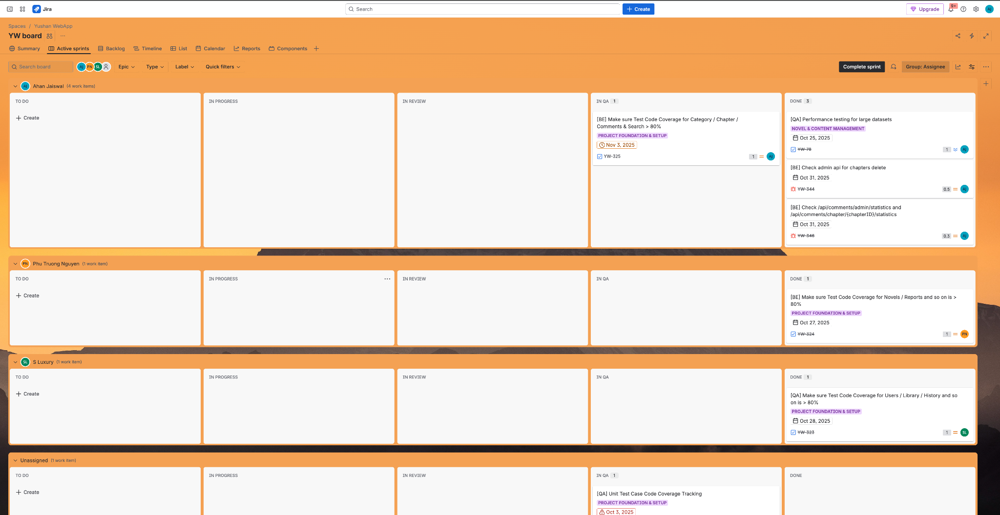 Jira
Search
Create
Upgrade
9+
AJ
Spaces / Yushan WebApp
YW board
Summary
Active sprints
Backlog
Timeline
List
Calendar
Reports
Components
Search board
AJ PN SL
Epic
Type
Label
Quick filters
Complete sprint
Group: Assignee
AJ Ahan Jaiswal (4 work items)
TO DO
Create
IN PROGRESS
IN REVIEW
IN QA 1
[BE] Make sure Test Code Coverage for Category / Chapter /
Comments & Search > 80%
PROJECT FOUNDATION & SETUP
Nov 3, 2025
YW-325 1 AJ
DONE 3
[QA] Performance testing for large datasets
NOVEL & CONTENT MANAGEMENT
Oct 25, 2025
YW-78 1 AJ
[BE] Check admin api for chapters delete
Oct 31, 2025
YW-344 0.5 AJ
[BE] Check /api/comments/admin/statistics and
/api/comments/chapter/{chapterID}/statistics
Oct 31, 2025
YW-346 0.3 AJ
PN Phu Truong Nguyen (1 work item)
TO DO
Create
IN PROGRESS
IN REVIEW
IN QA
DONE 1
[BE] Make sure Test Code Coverage for Novels / Reports and so on is >
80%
PROJECT FOUNDATION & SETUP
Oct 27, 2025
YW-324 1 PN
SL S Luxury (1 work item)
TO DO
Create
IN PROGRESS
IN REVIEW
IN QA
DONE 1
[QA] Make sure Test Code Coverage for Users / Library / History and so
on is > 80%
PROJECT FOUNDATION & SETUP
Oct 28, 2025
YW-323 1 SL
Unassigned (1 work item)
TO DO
Create
IN PROGRESS
IN REVIEW
IN QA 1
[QA] Unit Test Case Code Coverage Tracking
PROJECT FOUNDATION & SETUP
Oct 3, 2025
DONE